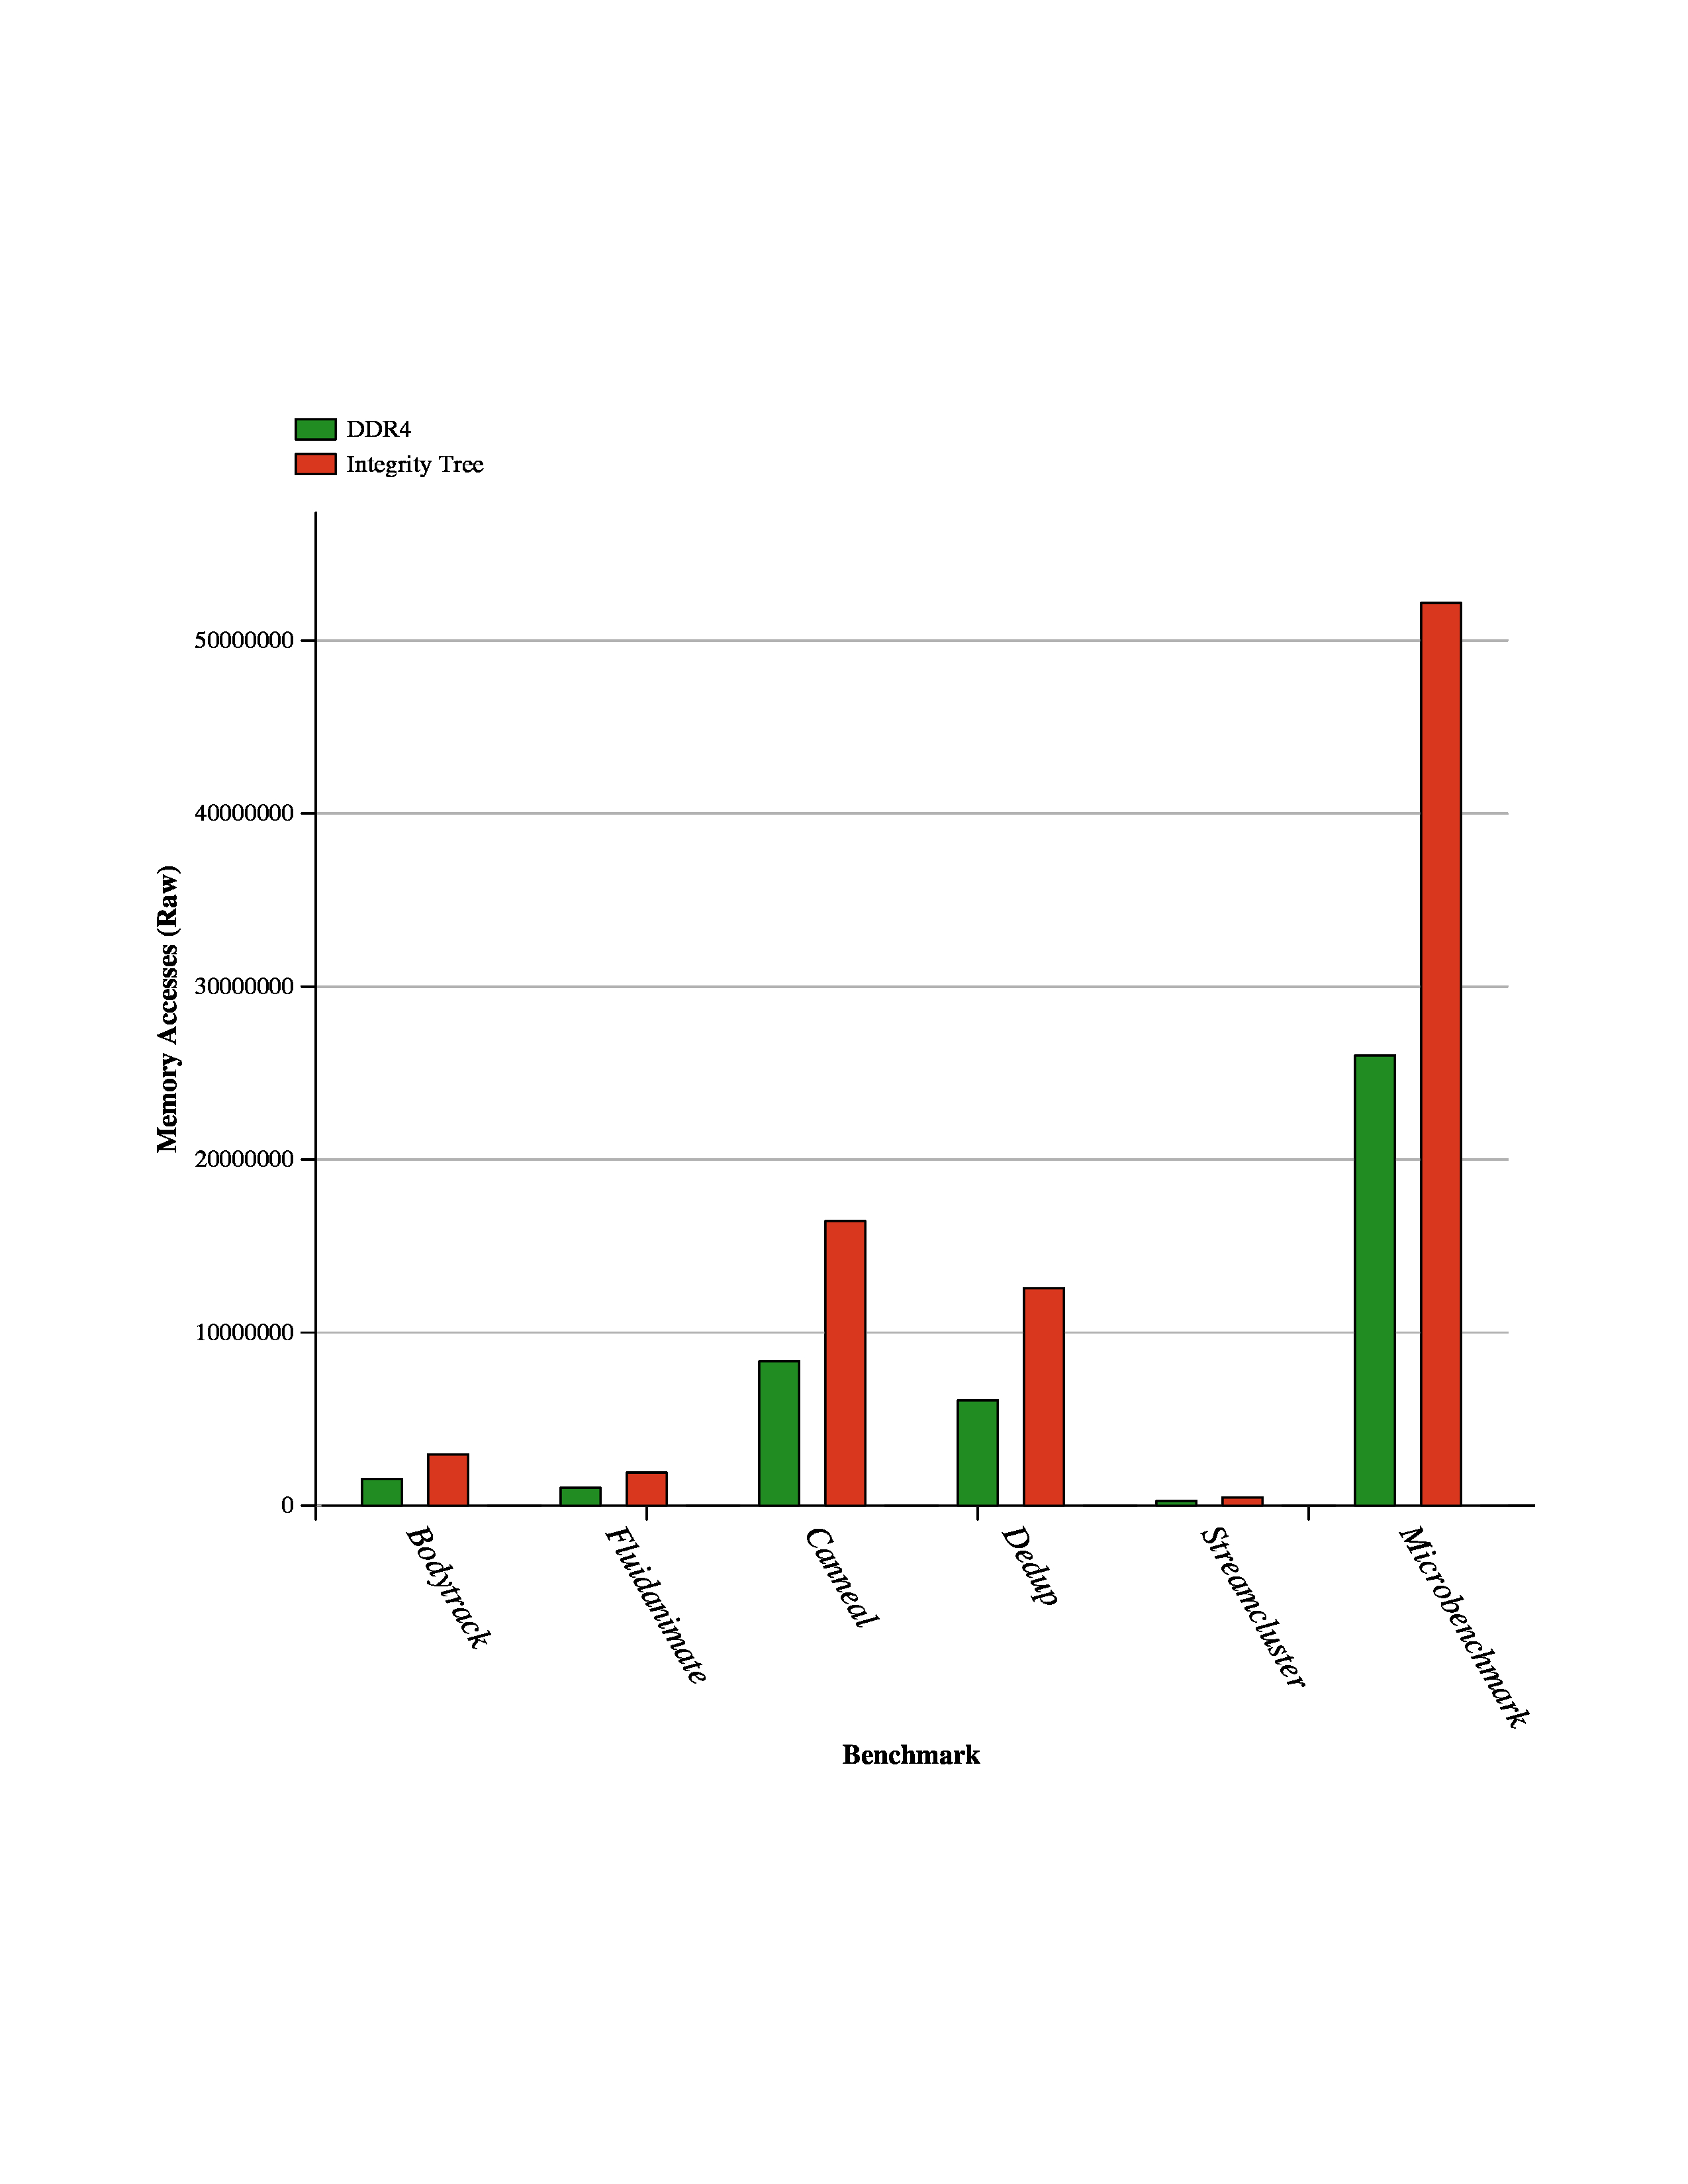 DDR4
Integrity Tree
50000000
40000000
30000000
20000000
10000000
0
Memory Accesses (Raw)
Bodytrack
Fluidanimate
Canneal
Dedup
Streamcluster
Microbenchmark
Benchmark